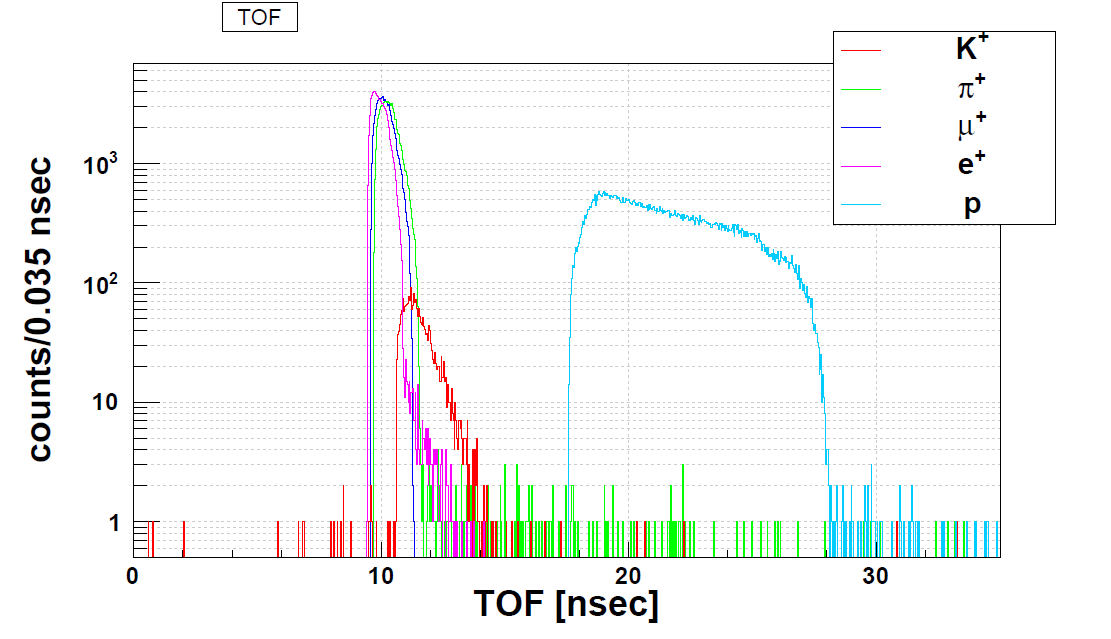 TOF
K+
π+
μ+
e+
p
counts/0.035 nsec
10³
10²
10
1
0
10
20
30
TOF [nsec]